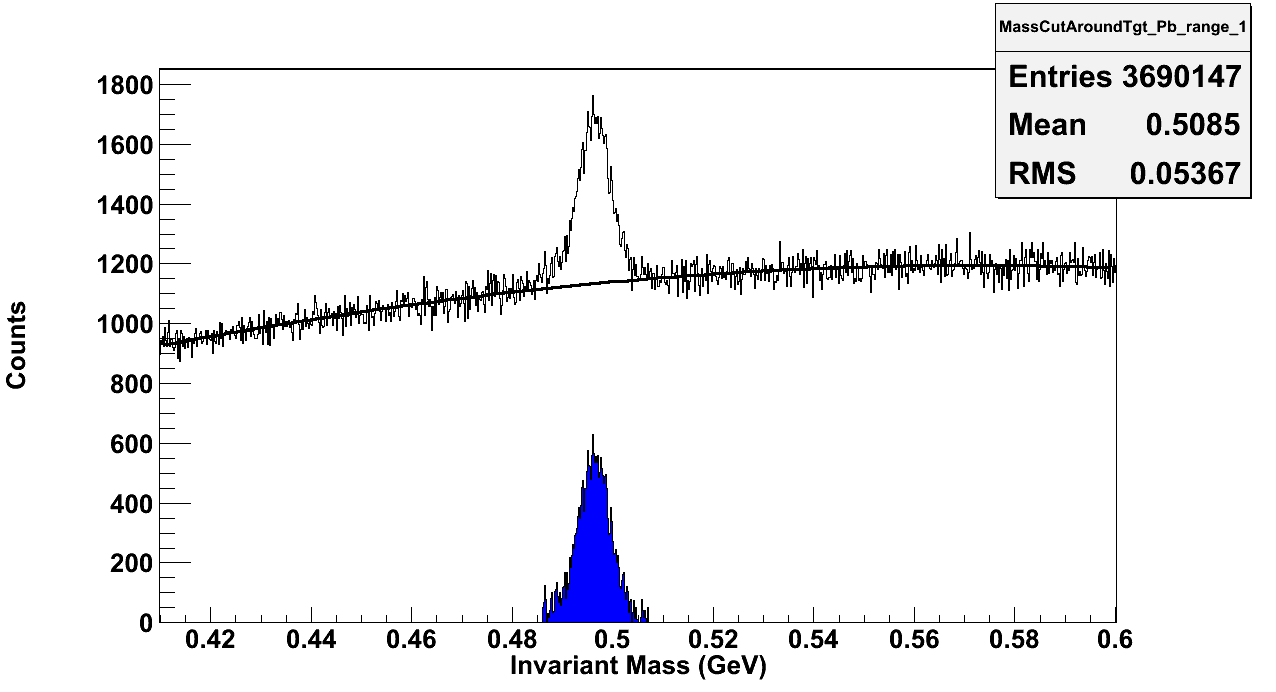 MassCutAroundTgt_Pb_range_1
Entries 3690147
Mean 0.5085
RMS 0.05367
1800
1600
1400
1200
1000
800
600
400
200
0
Counts
0.42 0.44 0.46 0.48 0.5 0.52 0.54 0.56 0.58 0.6
Invariant Mass (GeV)